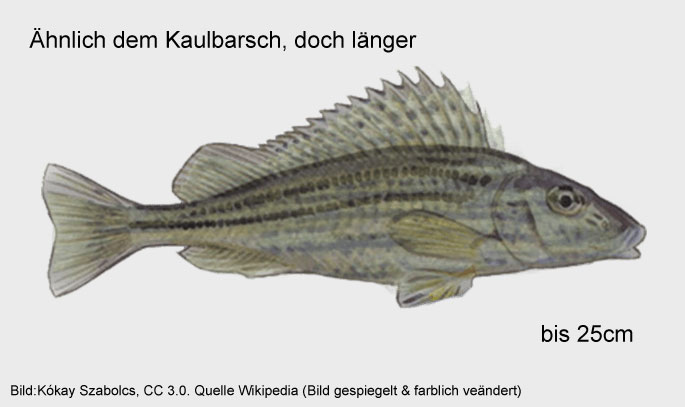 Ähnlich dem Kaulbarsch, doch länger
bis 25cm
Bild:Kókay Szabolcs, CC 3.0. Quelle Wikipedia (Bild gespiegelt & farblich veändert)